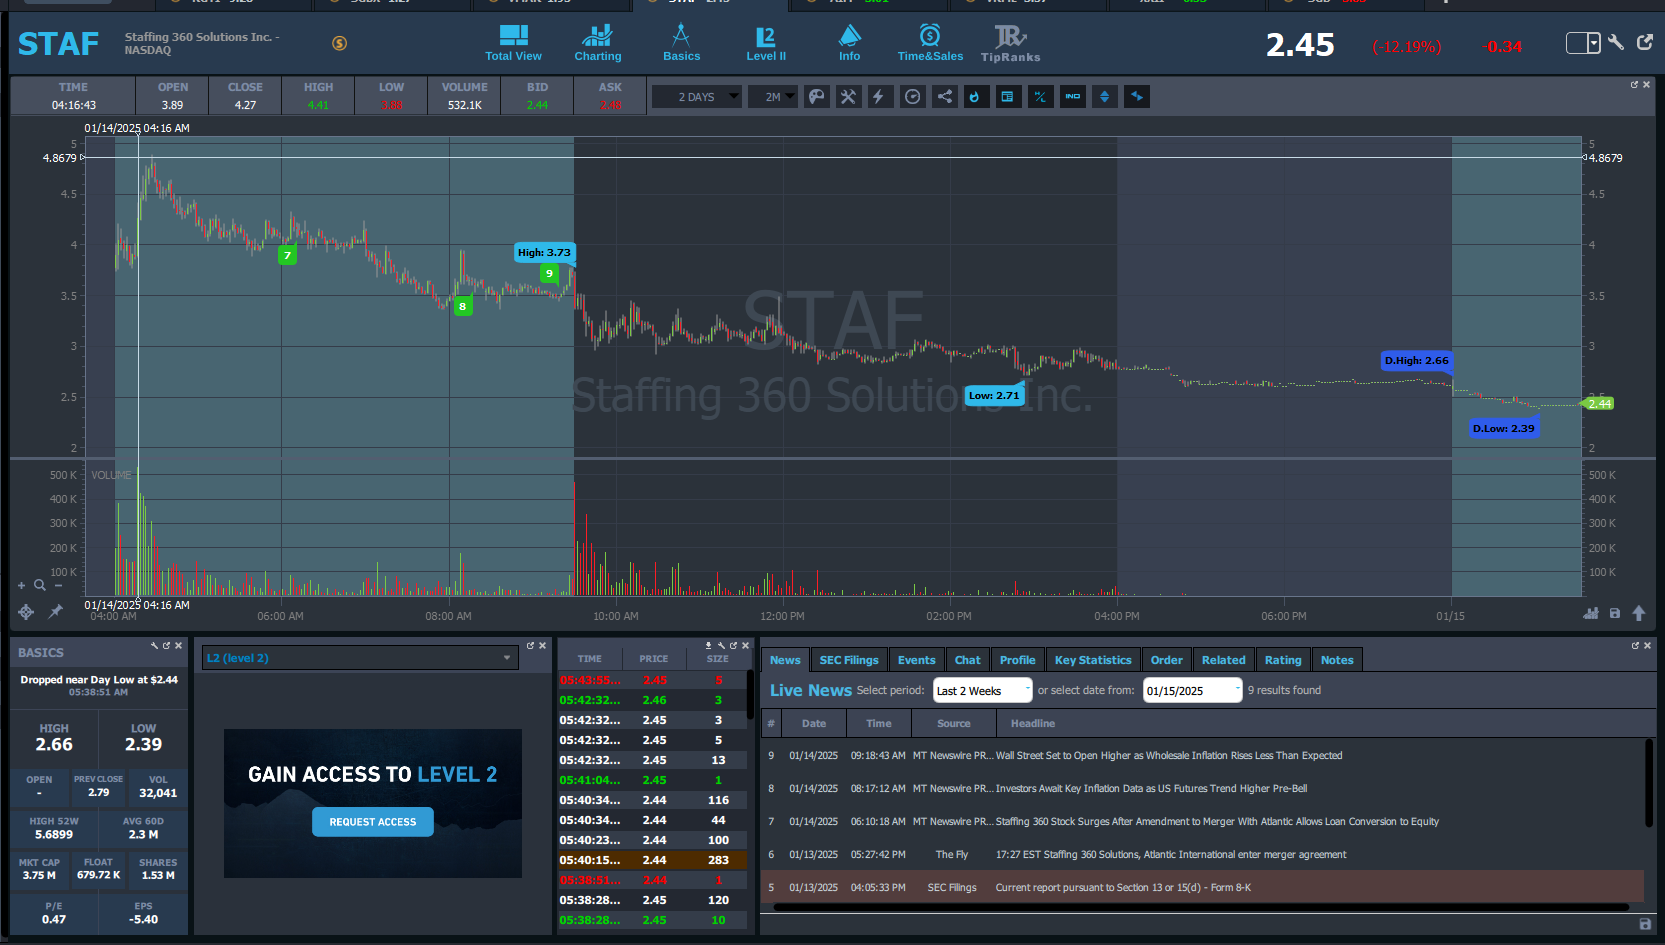 STAF
Staffing 360 Solutions Inc. -
NASDAQ
Total View
Charting
Basics
L2
Level II
Info
Time&Sales
TipRanks
2.45
(-12.19%)
-0.34
TIME OPEN CLOSE HIGH LOW VOLUME BID ASK
04:16:43 3.89 4.27 4.41 3.88 532.1K 2.44 2.48
2 DAYS
2M
IND
01/14/2025 04:16 AM
4.8679
4.8679
5
4.5
4
3.5
3
2.5
2
5
4.5
4
3.5
3
2
7
8
9
High: 3.73
Low: 2.71
D.High: 2.66
D.Low: 2.39
2.44
STAF
Staffing 360 Solutions Inc.
VOLUME
500 K
400 K
300 K
200 K
100 K
500 K
400 K
300 K
200 K
100 K
01/14/2025 04:16 AM
04:00 AM 06:00 AM 08:00 AM 10:00 AM 12:00 PM 02:00 PM 04:00 PM 06:00 PM 01/15
BASICS
Dropped near Day Low at $2.44
05:38:51 AM
HIGH LOW
2.66 2.39
OPEN PREV CLOSE VOL
- 2.79 32,041
HIGH 52W AVG 60D
5.6899 2.3 M
MKT CAP FLOAT SHARES
3.75 M 679.72 K 1.53 M
P/E EPS
0.47 -5.40
L2 (level 2)
GAIN ACCESS TO LEVEL 2
REQUEST ACCESS
TIME PRICE SIZE
05:43:55... 2.45 5
05:42:32... 2.46 3
05:42:32... 2.45 3
05:42:32... 2.45 5
05:42:32... 2.45 13
05:41:04... 2.45 1
05:40:34... 2.44 116
05:40:34... 2.44 44
05:40:23... 2.44 100
05:40:15... 2.44 283
05:38:51... 2.44 1
05:38:28... 2.45 120
05:38:28... 2.45 10
News SEC Filings Events Chat Profile Key Statistics Order Related Rating Notes
Live News Select period: Last 2 Weeks or select date from: 01/15/2025 9 results found
# Date Time Source Headline
9 01/14/2025 09:18:43 AM MT Newswire PR... Wall Street Set to Open Higher as Wholesale Inflation Rises Less Than Expected
8 01/14/2025 08:17:12 AM MT Newswire PR... Investors Await Key Inflation Data as US Futures Trend Higher Pre-Bell
7 01/14/2025 06:10:18 AM MT Newswire PR... Staffing 360 Stock Surges After Amendment to Merger With Atlantic Allows Loan Conversion to Equity
6 01/13/2025 05:27:42 PM The Fly 17:27 EST Staffing 360 Solutions, Atlantic International enter merger agreement
5 01/13/2025 04:05:33 PM SEC Filings Current report pursuant to Section 13 or 15(d) - Form 8-K